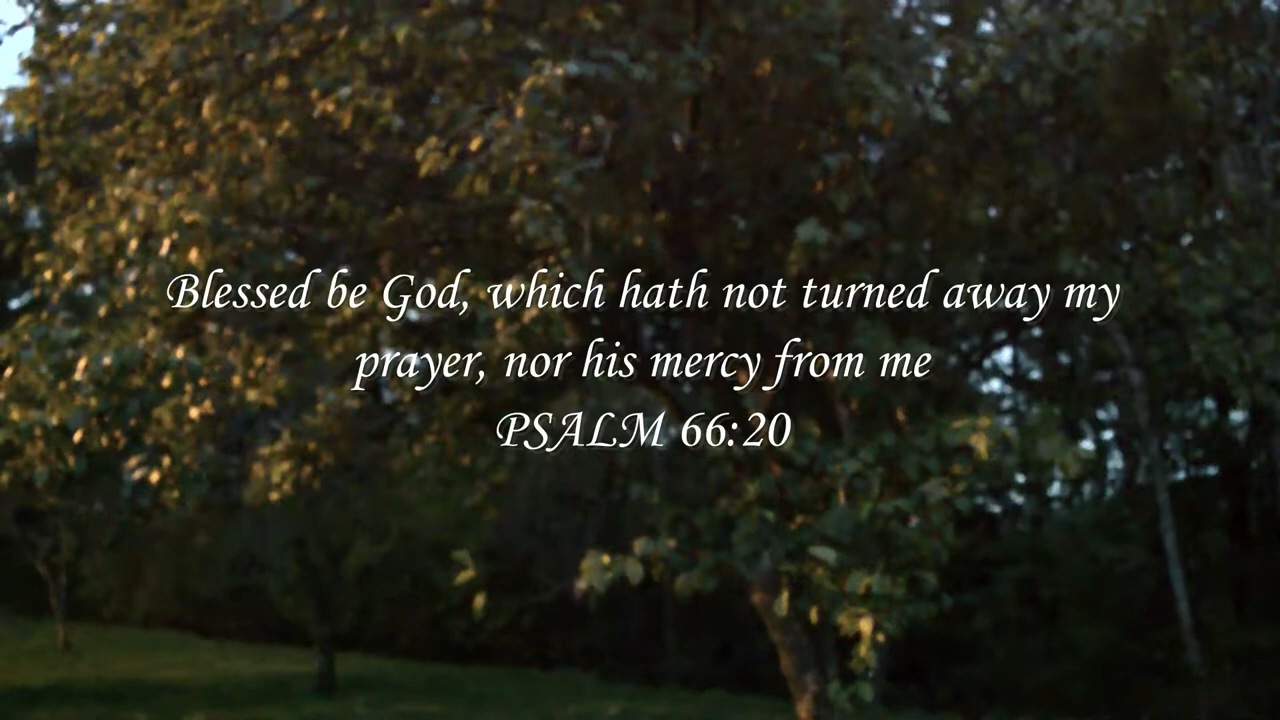 Blessed be God, which hath not turned away my
prayer, nor his mercy from me
PSALM 66:20